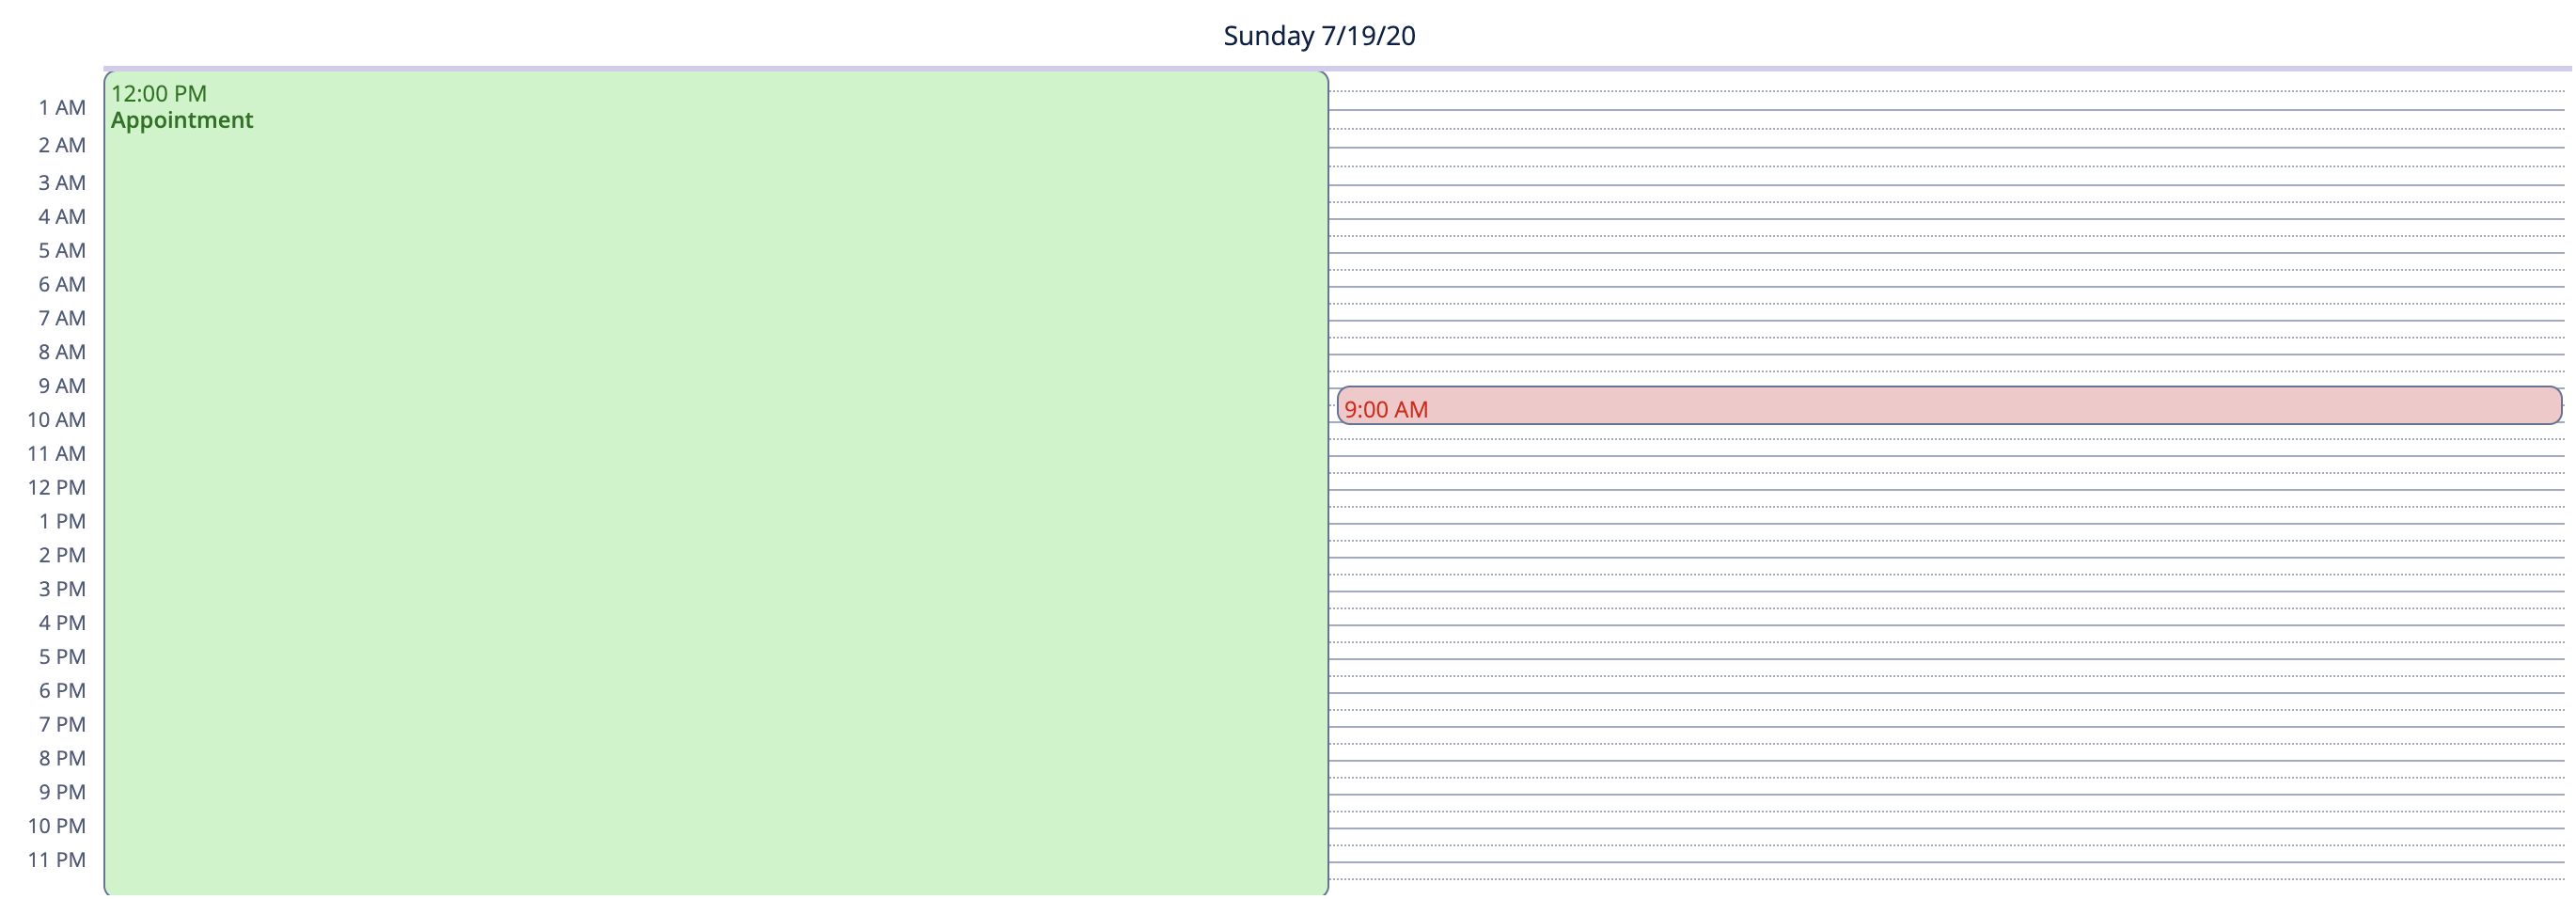 Sunday 7/19/20
12:00 PM
Appointment
1 AM
2 AM
3 AM
4 AM
5 AM
6 AM
7 AM
8 AM
9 AM
9:00 AM
10 AM
11 AM
12 PM
1 PM
2 PM
3 PM
4 PM
5 PM
6 PM
7 PM
8 PM
9 PM
10 PM
11 PM